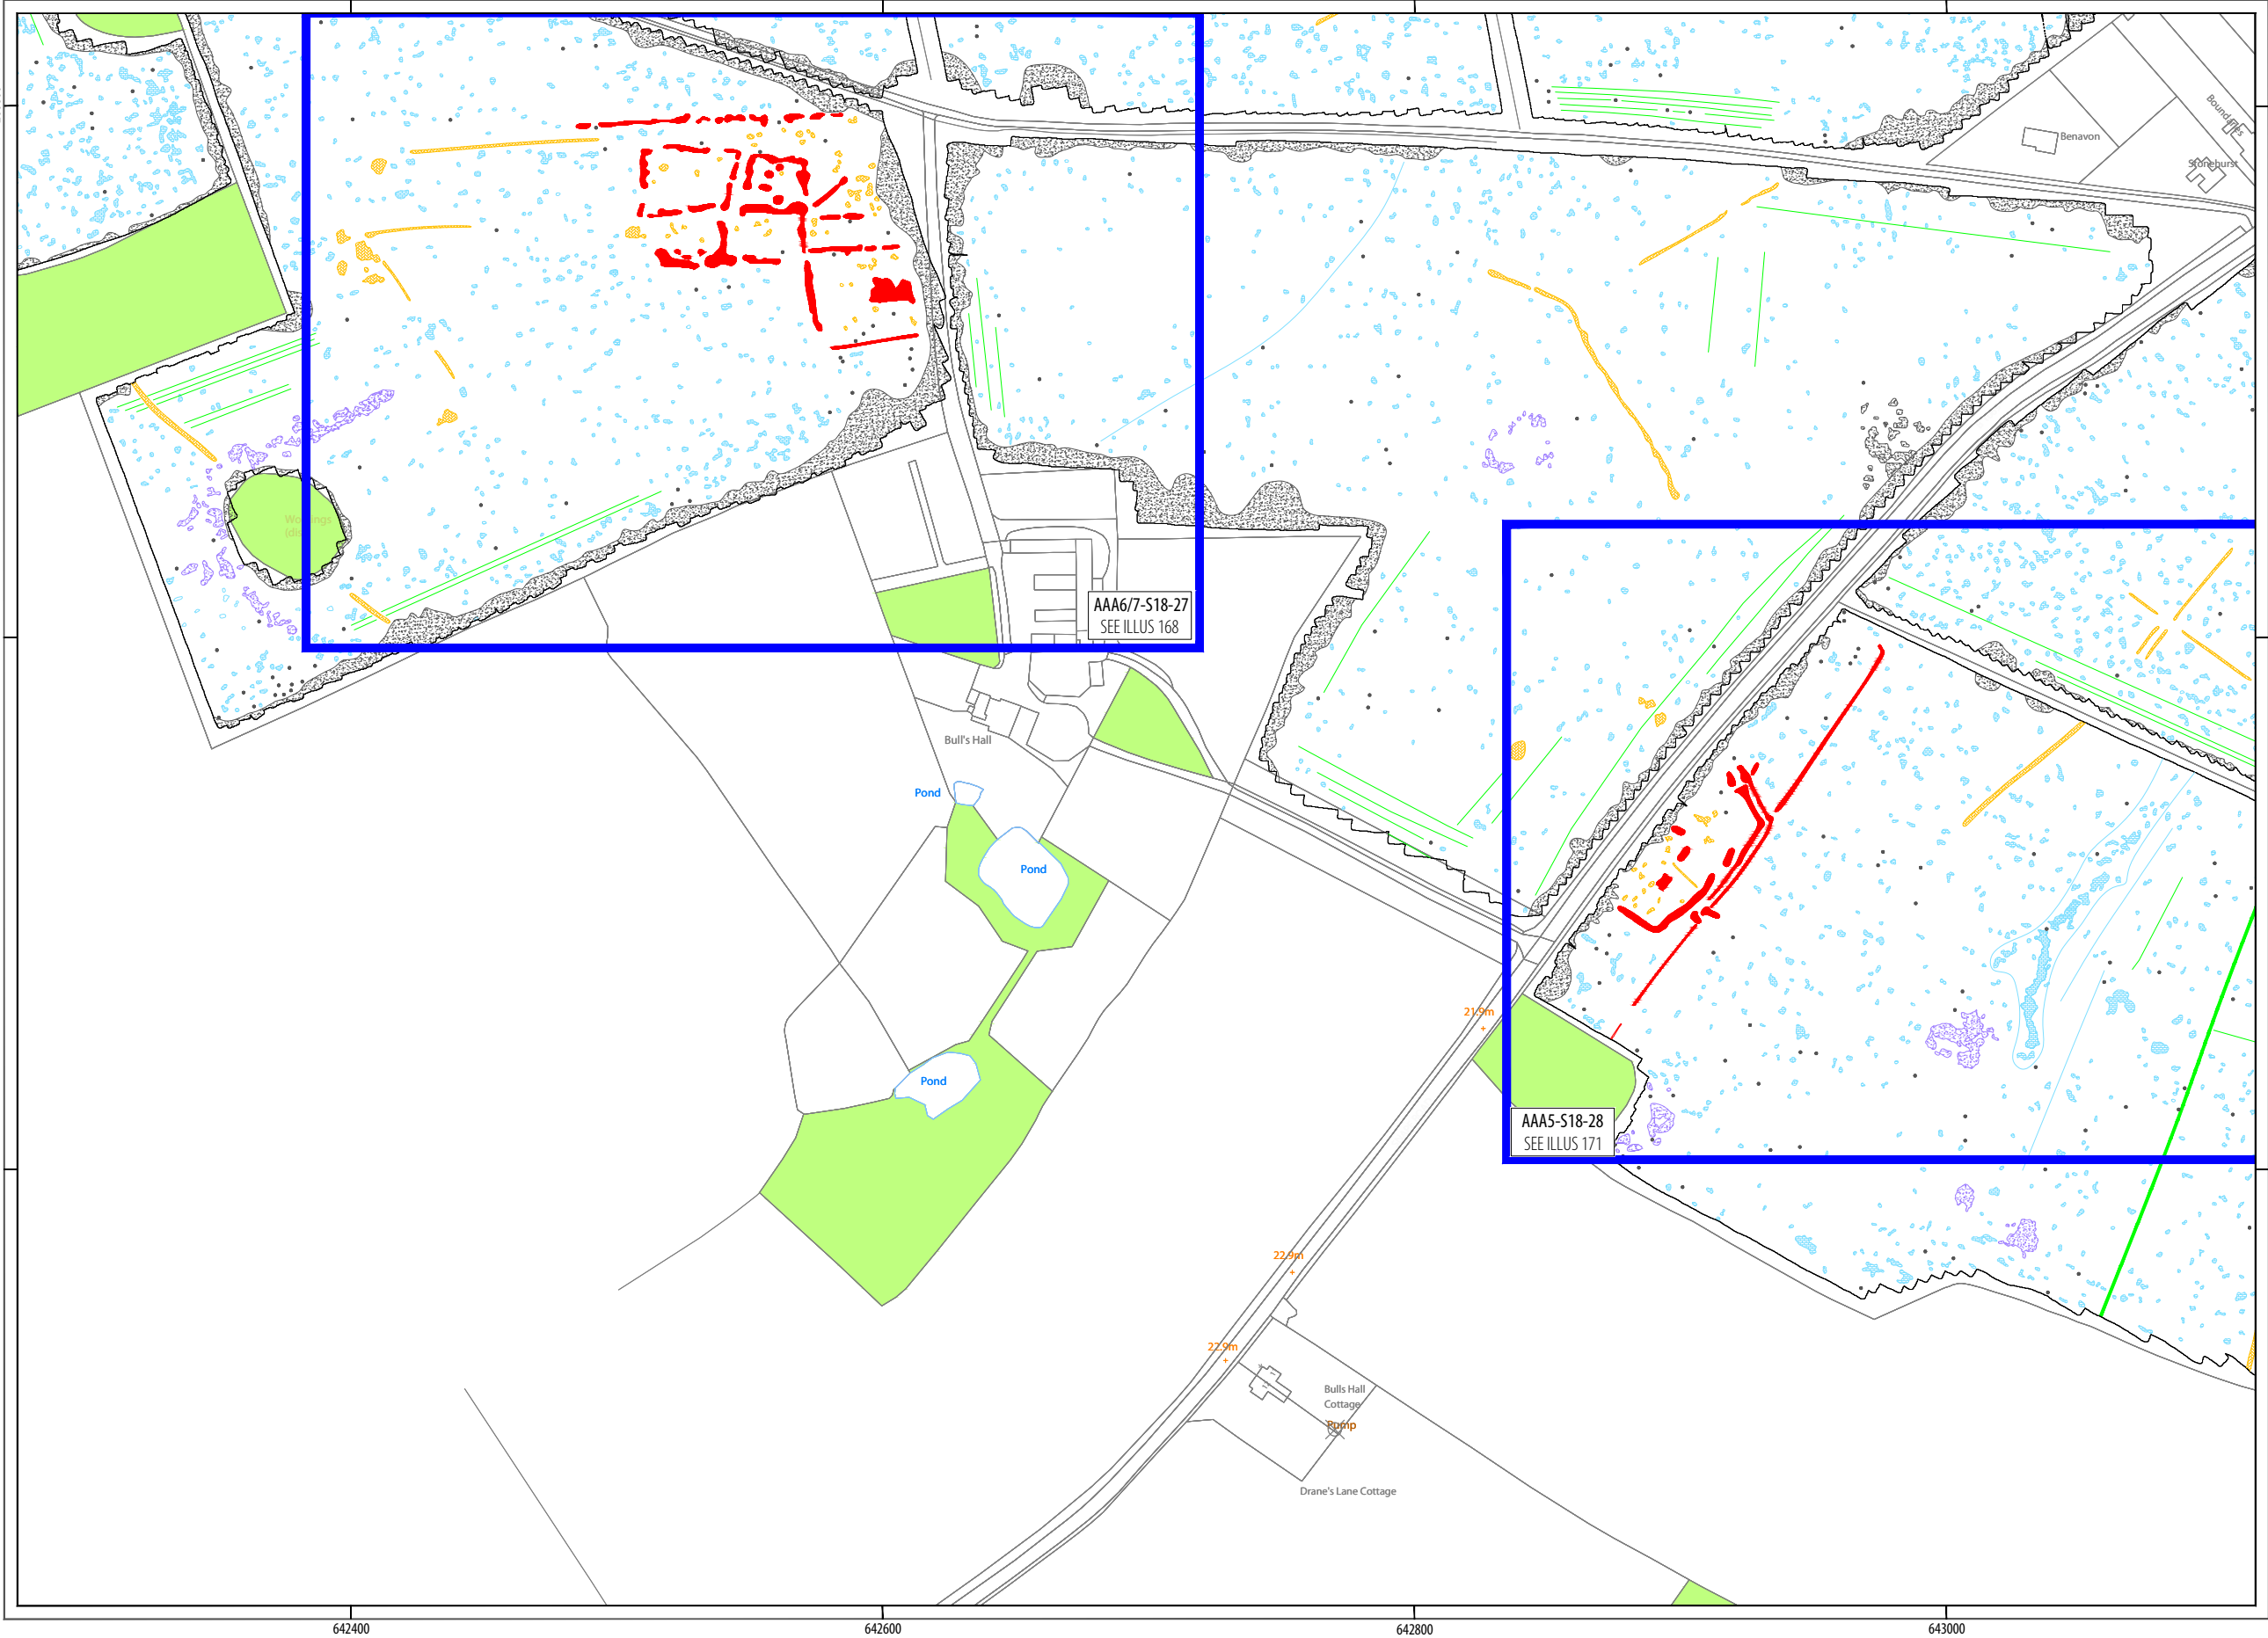 Boundaries
Benavon
Stonehurst
AAA6/7-S18-27
SEE ILLUS 168
Bull's Hall
Pond
Pond
Pond
21.9m
AAA5-S18-28
SEE ILLUS 171
22.9m
22.9m
Bulls Hall
Cottage
Pump
Drane's Lane Cottage
642400
642600
642800
643000